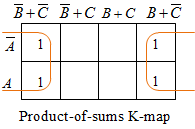 B̅+C̅ B̅+C B+C B+C̅
A̅ 1 1
A 1 1
Product-of-sums K-map